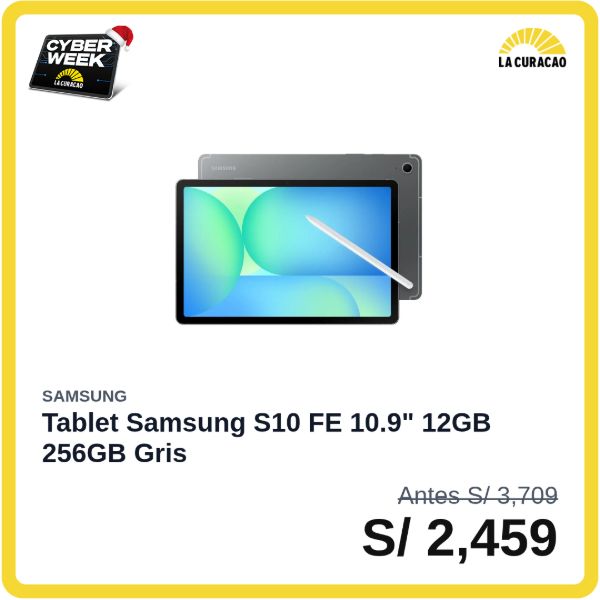 CYBER
WEEK
LA CURACAO
LA CURACAO
SAMSUNG
SAMSUNG
Tablet Samsung S10 FE 10.9" 12GB
256GB Gris
Antes S/ 3,709
S/ 2,459